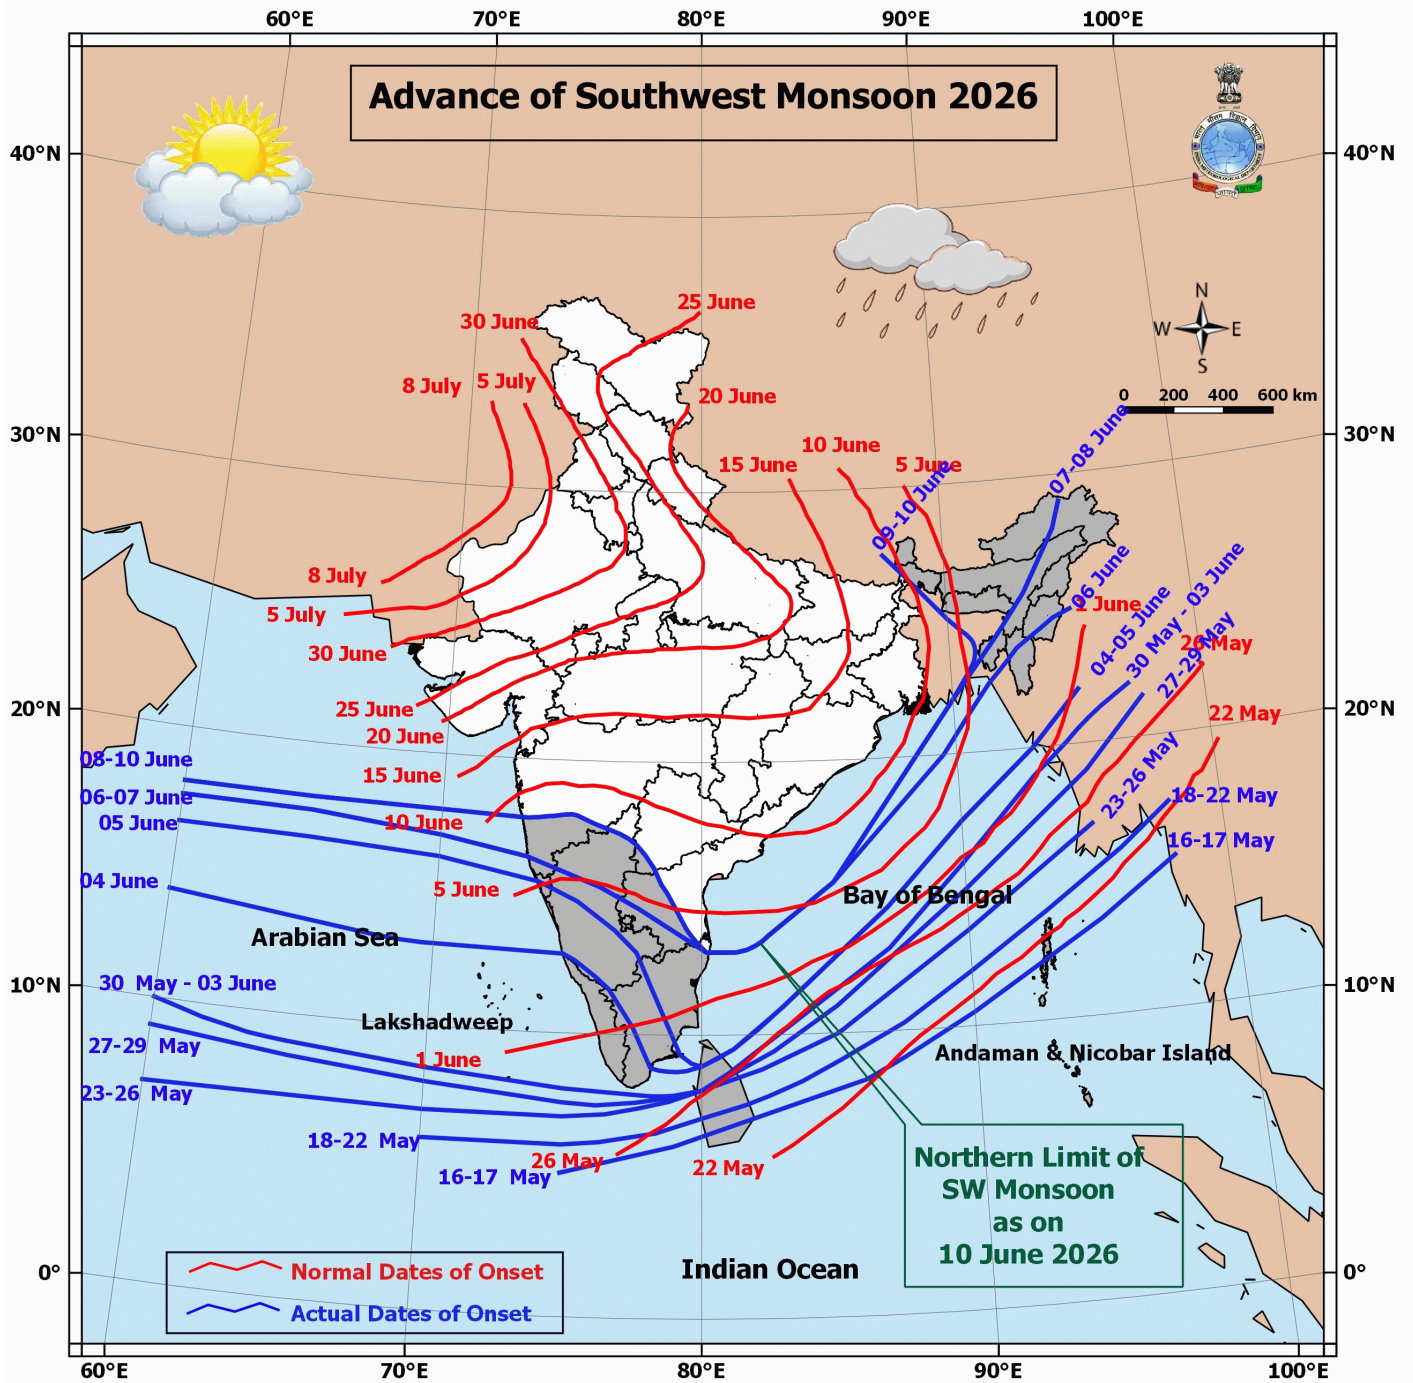 60°E 70°E 80°E 90°E 100°E
Advance of Southwest Monsoon 2026
40°N 40°N
N
W E
S
25 June
30 June
8 July 5 July
20 June
0 200 400 600 km
30°N 30°N
10 June
15 June 5 June
07-08 June
09-10 June
06 June
1 June
04-05 June
30 May - 03 June
27-29 May
26 May
8 July
5 July
30 June
25 June
20 June
20°N 20°N
22 May
15 June
08-10 June
06-07 June
05 June
10 June
23-26 May
18-22 May
16-17 May
04 June
5 June
Bay of Bengal
Arabian Sea
10°N 10°N
30 May - 03 June
Lakshadweep
27-29 May
1 June
Andaman & Nicobar Island
23-26 May
18-22 May
26 May
16-17 May
22 May
Northern Limit of
SW Monsoon
as on
10 June 2026
Indian Ocean
0° 0°
Normal Dates of Onset
Actual Dates of Onset
60°E 70°E 80°E 90°E 100°E